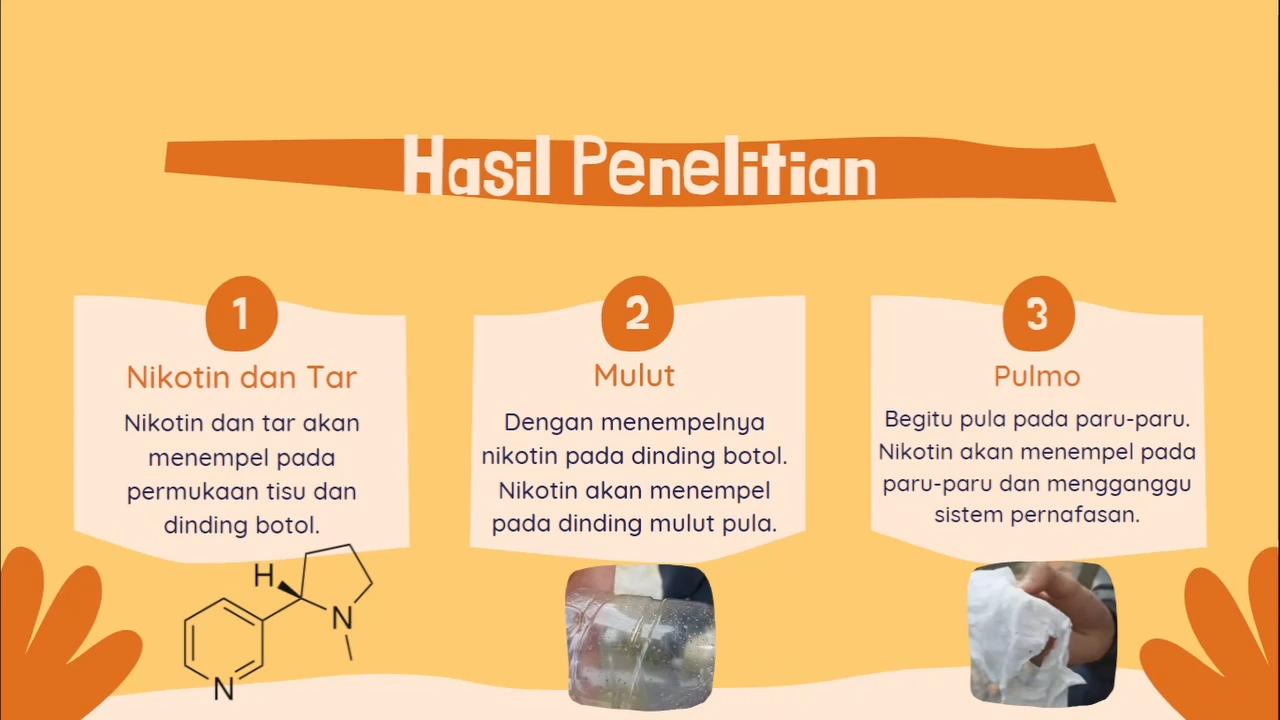 Hasil Penelitian
1
Nikotin dan Tar
Nikotin dan tar akan
menempel pada
permukaan tisu dan
dinding botol.
H
N
N
2
Mulut
Dengan menempelnya
nikotin pada dinding botol.
Nikotin akan menempel
pada dinding mulut pula.
3
Pulmo
Begitu pula pada paru-paru.
Nikotin akan menempel pada
paru-paru dan mengganggu
sistem pernafasan.